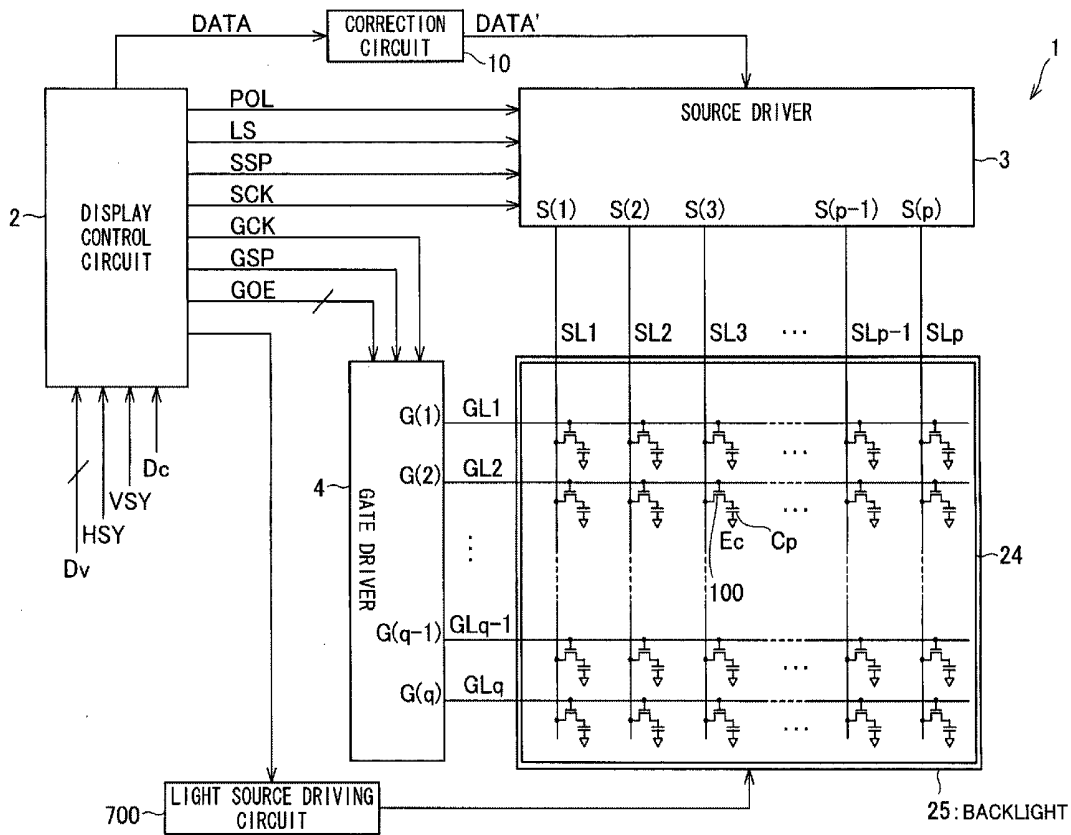 DATA
CORRECTION
CIRCUIT
DATA'
10
1
POL
LS
SSP
SCK
GCK
GSP
GOE
2
DISPLAY
CONTROL
CIRCUIT
SOURCE DRIVER
3
S(1) S(2) S(3) S(p-1) S(p)
SL1 SL2 SL3 ... SLp-1 SLp
Dv
HSY
VSY
Dc
4
GATE DRIVER
G(1) GL1
G(2) GL2
G(q-1) GLq-1
G(q) GLq
Ec Cp
100
24
700
LIGHT SOURCE DRIVING
CIRCUIT
25:BACKLIGHT